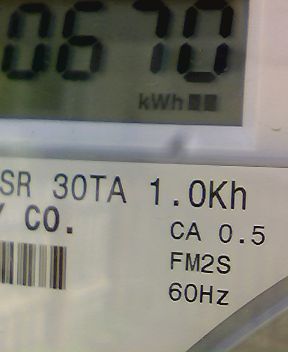 0670
kWh
SR 30TA 1.0Kh
Y CO.
CA 0.5
FM2S
60Hz